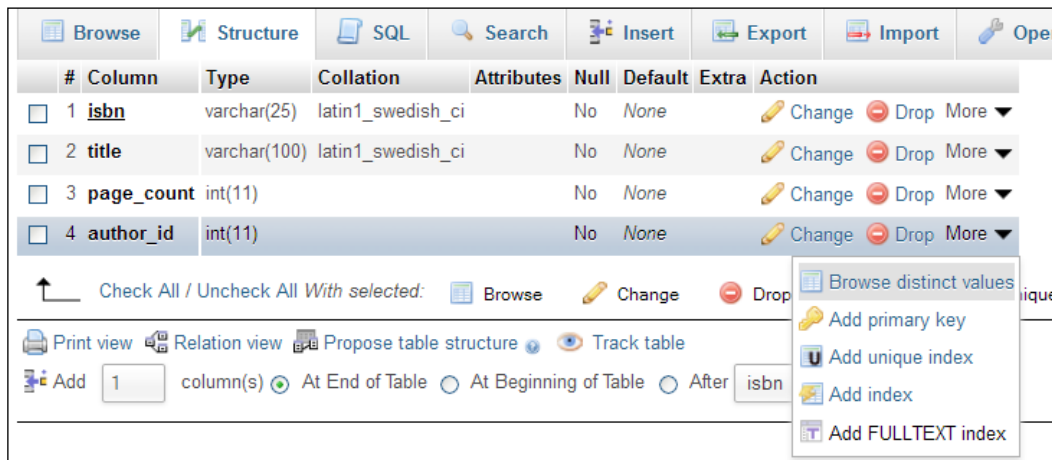 Browse Structure SQL Search Insert Export Import Ope
# Column Type Collation Attributes Null Default Extra Action
1 isbn varchar(25) latin1_swedish_ci No None Change Drop More
2 title varchar(100) latin1_swedish_ci No None Change Drop More
3 page_count int(11) No None Change Drop More
4 author_id int(11) No None Change Drop More
Check All / Uncheck All With selected: Browse Change Drop ique
Browse distinct values
Add primary key
Print view Relation view Propose table structure Track table
Add unique index
Add 1 column(s) At End of Table At Beginning of Table After isbn
Add index
Add FULLTEXT index